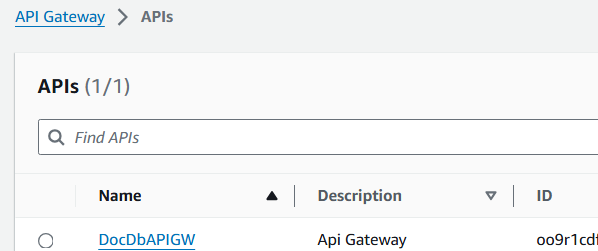 API Gateway > APIs
APIs (1/1)
Find APIs
Name Description ID
DocDbAPIGW Api Gateway